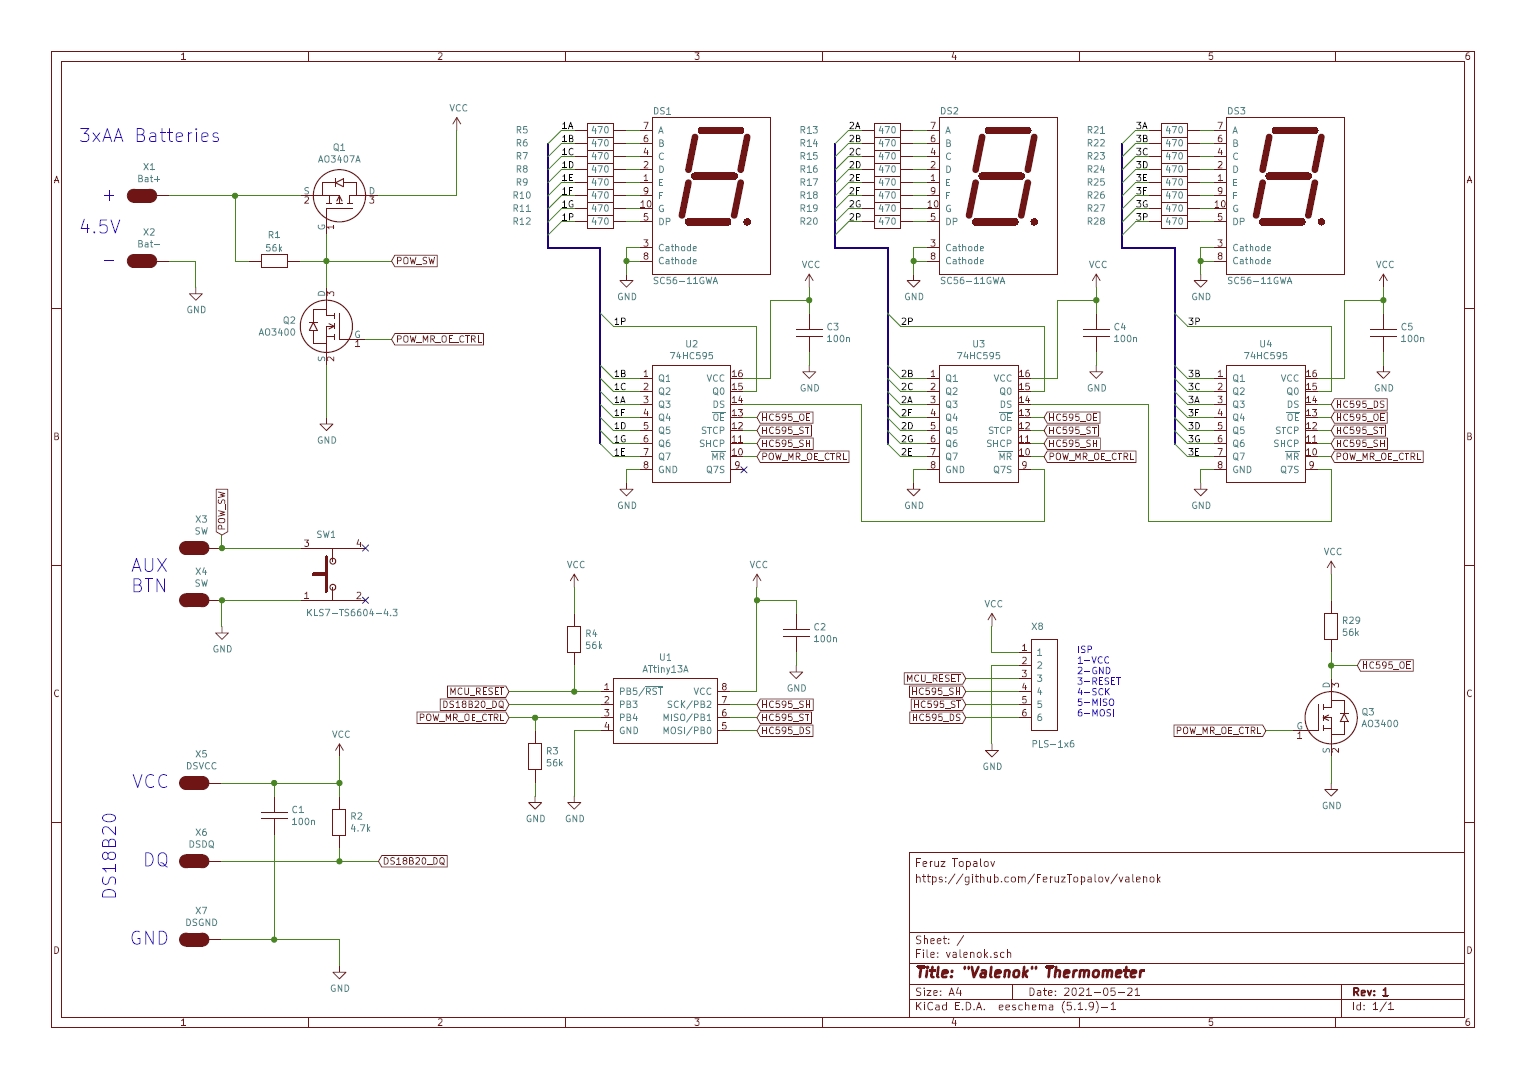 1 2 3 4 5 6
A
B
C
D
A
B
C
D
1 2 3 4 5 6
3xAA Batteries
X1
Bat+
+
4.5V
X2
Bat-
-
GND
R1
56k
Q1
AO3407A
S
2
D
3
G
1
VCC
POW_SW
Q2
AO3400
D
3
G
1
S
2
POW_MR_OE_CTRL
GND
R5 1A 470 7 A
R6 1B 470 6 B
R7 1C 470 4 C
R8 1D 470 2 D
R9 1E 470 1 E
R10 1F 470 9 F
R11 1G 470 10 G
R12 1P 470 5 DP
DS1
3 Cathode
8 Cathode
SC56-11GWA
GND
R13 2A 470 7 A
R14 2B 470 6 B
R15 2C 470 4 C
R16 2D 470 2 D
R17 2E 470 1 E
R18 2F 470 9 F
R19 2G 470 10 G
R20 2P 470 5 DP
DS2
3 Cathode
8 Cathode
SC56-11GWA
GND
R21 3A 470 7 A
R22 3B 470 6 B
R23 3C 470 4 C
R24 3D 470 2 D
R25 3E 470 1 E
R26 3F 470 9 F
R27 3G 470 10 G
R28 3P 470 5 DP
DS3
3 Cathode
8 Cathode
SC56-11GWA
GND
1P
U2
74HC595
1B 1 Q1 VCC 16
1C 2 Q2 Q0 15
1A 3 Q3 DS 14
1F 4 Q4 OE 13 HC595_OE
1D 5 Q5 STCP 12 HC595_ST
1G 6 Q6 SHCP 11 HC595_SH
1E 7 Q7 MR 10 POW_MR_OE_CTRL
8 GND Q7S 9
GND
VCC
C3
100n
GND
2P
U3
74HC595
2B 1 Q1 VCC 16
2C 2 Q2 Q0 15
2A 3 Q3 DS 14
2F 4 Q4 OE 13 HC595_OE
2D 5 Q5 STCP 12 HC595_ST
2G 6 Q6 SHCP 11 HC595_SH
2E 7 Q7 MR 10 POW_MR_OE_CTRL
8 GND Q7S 9
GND
VCC
C4
100n
GND
3P
U4
74HC595
3B 1 Q1 VCC 16
3C 2 Q2 Q0 15
3A 3 Q3 DS 14 HC595_DS
3F 4 Q4 OE 13 HC595_OE
3D 5 Q5 STCP 12 HC595_ST
3G 6 Q6 SHCP 11 HC595_SH
3E 7 Q7 MR 10 POW_MR_OE_CTRL
8 GND Q7S 9
GND
VCC
C5
100n
GND
POW_SW
X3
SW
AUX
BTN
X4
SW
GND
SW1
3 4
1 2
KLS7-TS6604-4.3
VCC
R4
56k
VCC
C2
100n
GND
U1
ATtiny13A
MCU_RESET 1 PB5/RST VCC 8
DS18B20_DQ 2 PB3 SCK/PB2 7 HC595_SH
POW_MR_OE_CTRL 3 PB4 MISO/PB1 6 HC595_ST
4 GND MOSI/PB0 5 HC595_DS
R3
56k
GND
GND
VCC
X8
1 1
2 2
MCU_RESET 3 3
HC595_SH 4 4
HC595_ST 5 5
HC595_DS 6 6
PLS-1x6
GND
ISP
1-VCC
2-GND
3-RESET
4-SCK
5-MISO
6-MOSI
VCC
R29
56k
HC595_OE
D
3
Q3
AO3400
POW_MR_OE_CTRL
G
1
S
2
GND
DS18B20
VCC
X5
DSVCC
DQ
X6
DSDQ
GND
X7
DSGND
VCC
C1
100n
R2
4.7k
DS18B20_DQ
GND
Feruz Topalov
https://github.com/FeruzTopalov/valenok
Sheet: /
File: valenok.sch
Title: "Valenok" Thermometer
Size: A4 Date: 2021-05-21 Rev: 1
KiCad E.D.A. eeschema (5.1.9)-1 Id: 1/1